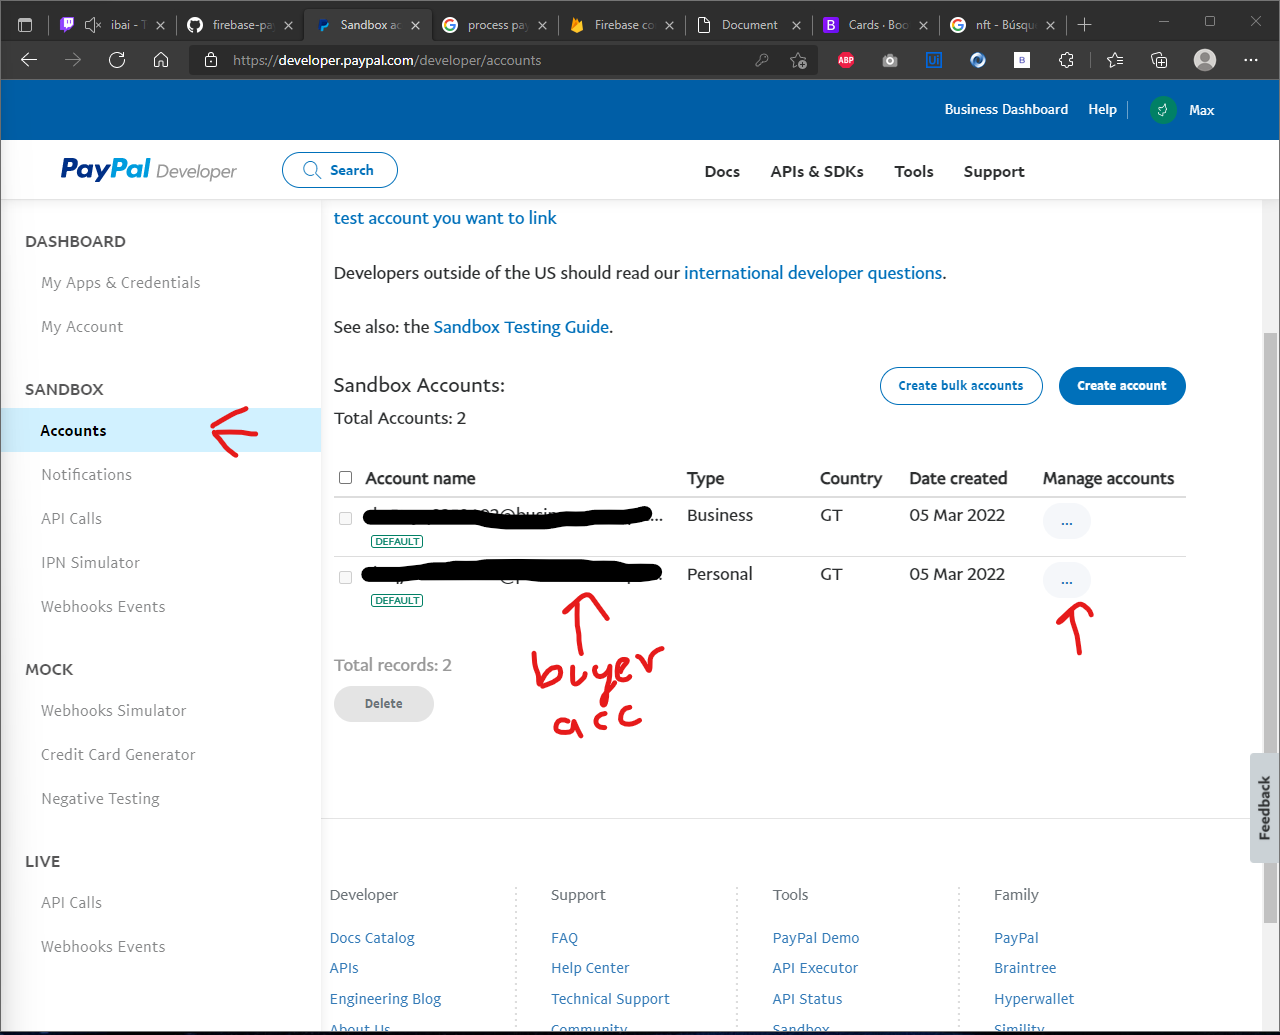 ibai - T
firebase-pa
Sandbox ac
process pay
Firebase co
Document
Cards · Boo
nft - Búsqu
https://developer.paypal.com/developer/accounts
ABP
B
Business Dashboard Help Max
PayPal Developer
Search
Docs APIs & SDKs Tools Support
DASHBOARD
My Apps & Credentials
My Account
SANDBOX
Accounts
Notifications
API Calls
IPN Simulator
Webhooks Events
MOCK
Webhooks Simulator
Credit Card Generator
Negative Testing
LIVE
API Calls
Webhooks Events
test account you want to link
Developers outside of the US should read our international developer questions.
See also: the Sandbox Testing Guide.
Sandbox Accounts:
Create bulk accounts
Create account
Total Accounts: 2
Account name Type Country Date created Manage accounts
... Business GT 05 Mar 2022 ...
DEFAULT
Personal GT 05 Mar 2022 ...
DEFAULT
buyer
acc
Total records: 2
Delete
Feedback
Developer
Docs Catalog
APIs
Engineering Blog
About Us
Support
FAQ
Help Center
Technical Support
Community
Tools
PayPal Demo
API Executor
API Status
Sandbox
Family
PayPal
Braintree
Hyperwallet
Simility